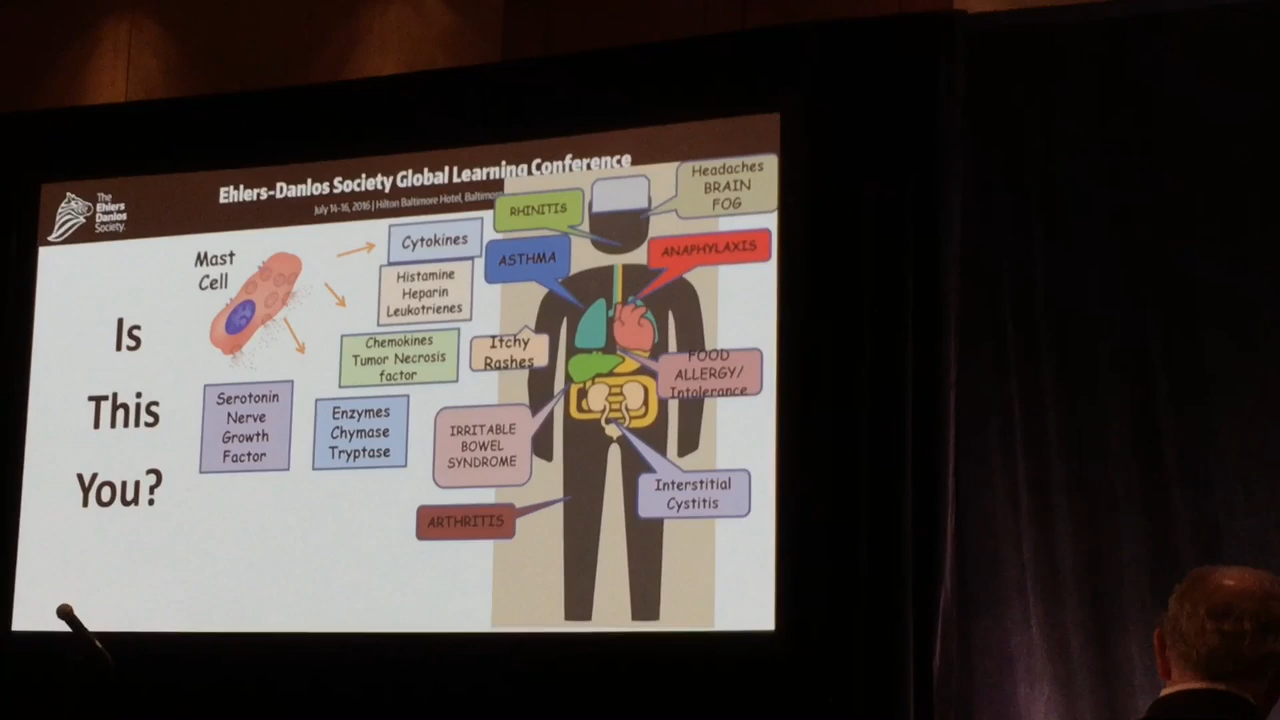 The
Ehlers
Danlos
Society.
Ehlers-Danlos Society Global Learning Conference
July 14-16, 2016 | Hilton Baltimore Hotel, Baltimore
Is
This
You?
Mast
Cell
Cytokines
Histamine
Heparin
Leukotrienes
Chemokines
Tumor Necrosis
factor
Serotonin
Nerve
Growth
Factor
Enzymes
Chymase
Tryptase
RHINITIS
Headaches
BRAIN
FOG
ASTHMA
ANAPHYLAXIS
Itchy
Rashes
FOOD
ALLERGY/
Intolerance
IRRITABLE
BOWEL
SYNDROME
Interstitial
Cystitis
ARTHRITIS